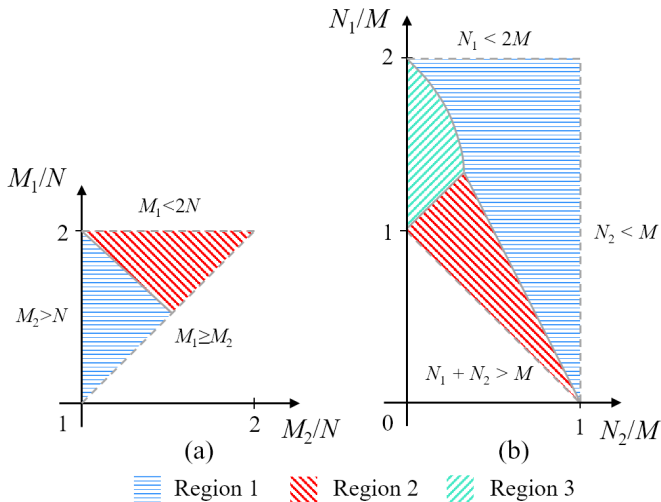 N₁/M
N₁ < 2M
2
M₁/N
M₁<2N
2
M₂>N
M₁≥M₂
1
2
M₂/N
(a)
1
N₂ < M
N₁ + N₂ > M
0
1
N₂/M
(b)
Region 1 Region 2 Region 3